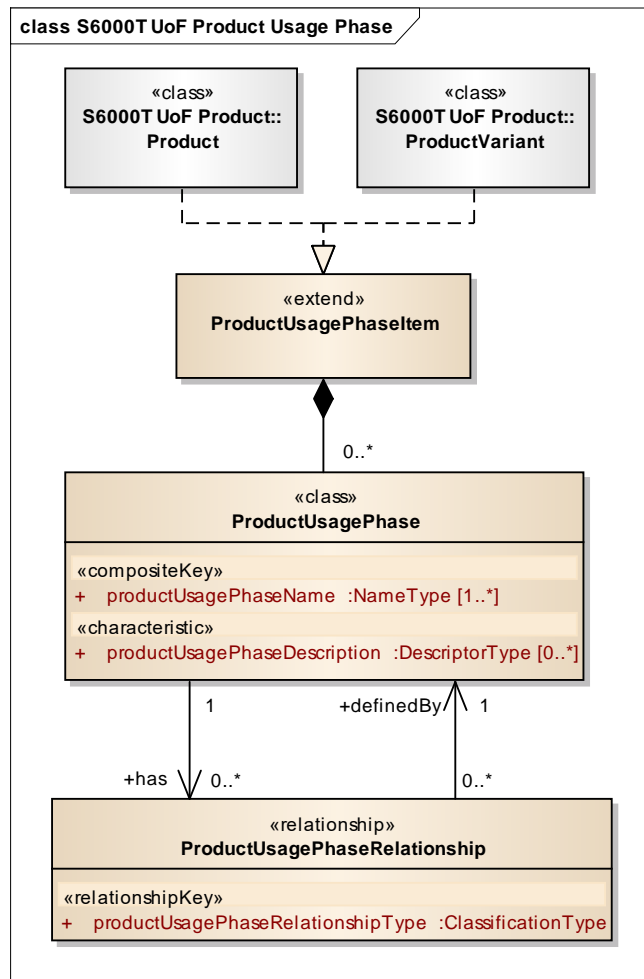 class S6000T UoF Product Usage Phase
«class»
S6000T UoF Product::
Product
«class»
S6000T UoF Product::
ProductVariant
«extend»
ProductUsagePhaseItem
0..*
«class»
ProductUsagePhase
«compositeKey»
+ productUsagePhaseName :NameType [1..*]
«characteristic»
+ productUsagePhaseDescription :DescriptorType [0..*]
1
+definedBy
1
+has
0..*
0..*
«relationship»
ProductUsagePhaseRelationship
«relationshipKey»
+ productUsagePhaseRelationshipType :ClassificationType